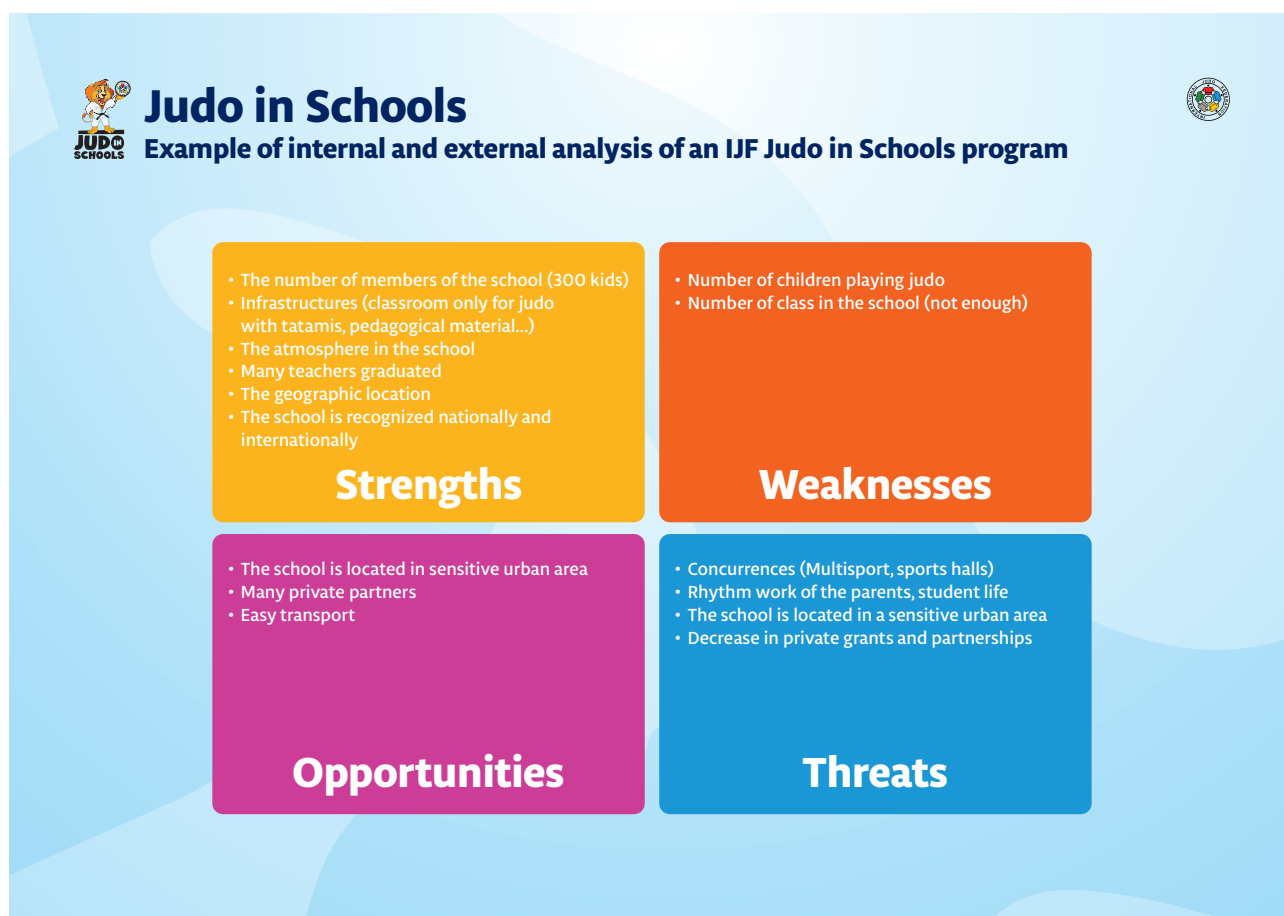 Judo in Schools
Example of internal and external analysis of an IJF Judo in Schools program
JUDO IN
SCHOOLS
INTERNATIONAL JUDO FEDERATION
• The number of members of the school (300 kids)
• Infrastructures (classroom only for judo
with tatamis, pedagogical material...)
• The atmosphere in the school
• Many teachers graduated
• The geographic location
• The school is recognized nationally and
internationally
Strengths
• Number of children playing judo
• Number of class in the school (not enough)
Weaknesses
• The school is located in sensitive urban area
• Many private partners
• Easy transport
Opportunities
• Concurrences (Multisport, sports halls)
• Rhythm work of the parents, student life
• The school is located in a sensitive urban area
• Decrease in private grants and partnerships
Threats